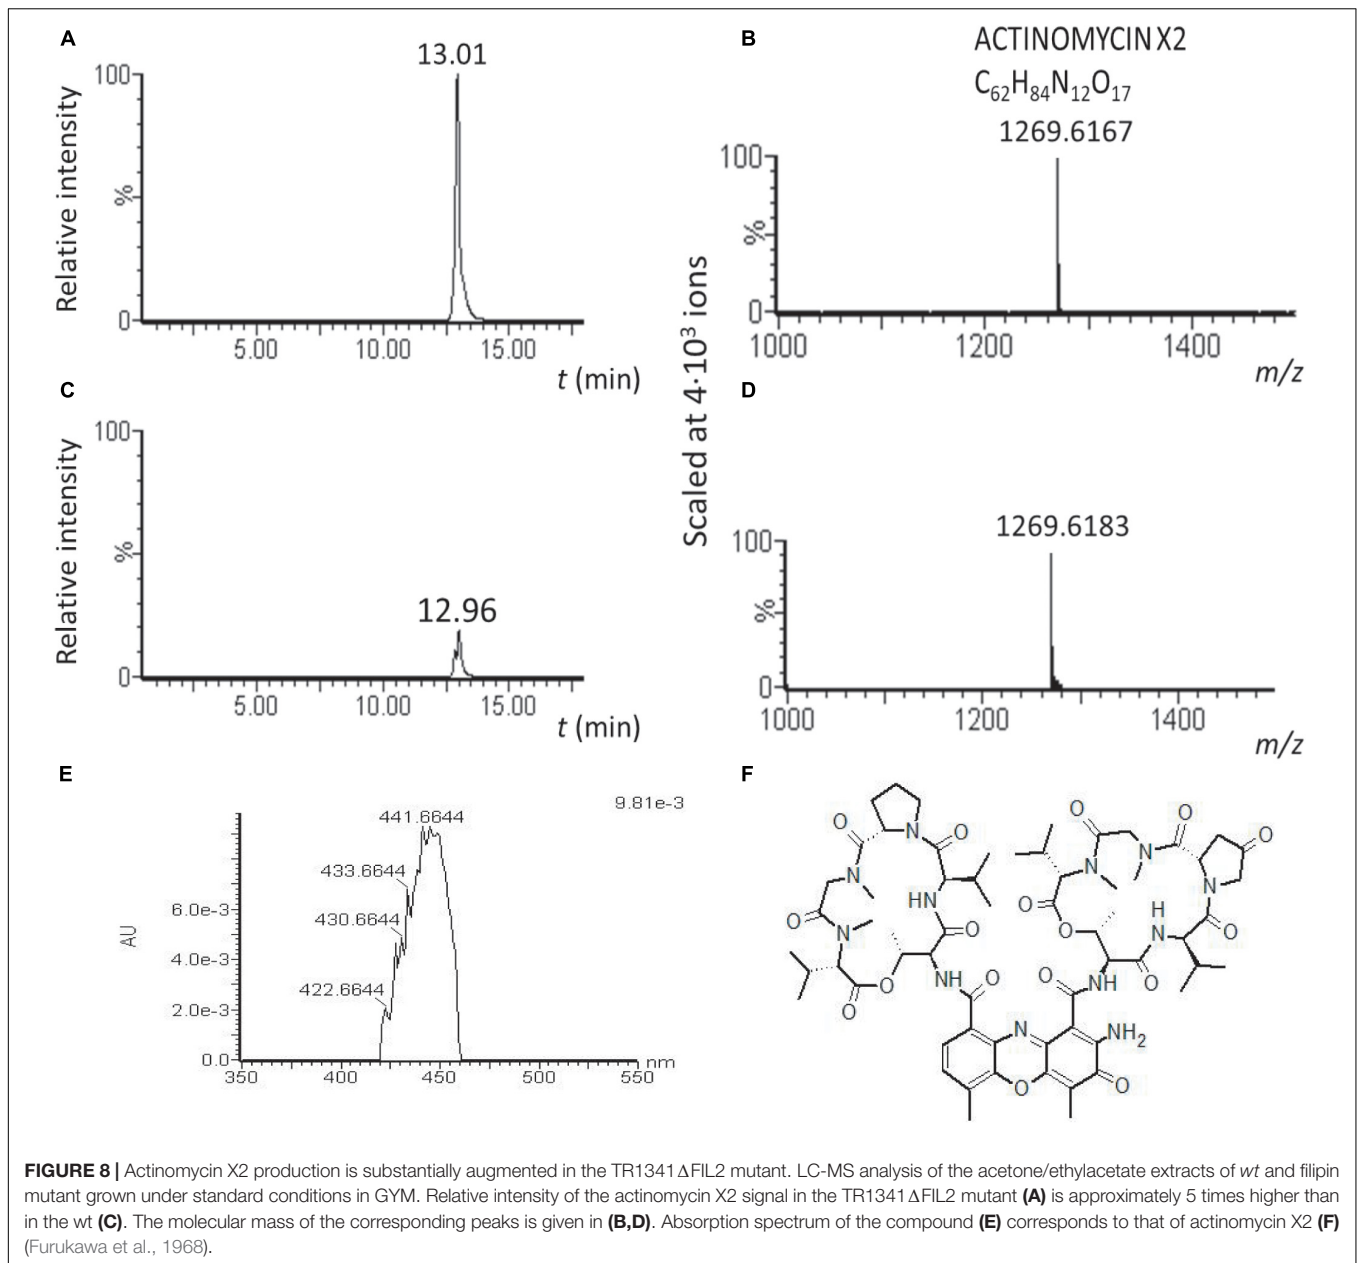 A
13.01
100
Relative intensity
%
0
5.00 10.00 15.00
t (min)
B
ACTINOMYCIN X2
C62H84N12O17
1269.6167
100
%
0
1000 1200 1400
m/z
Scaled at 4·10³ ions
C
100
Relative intensity
%
12.96
0
5.00 10.00 15.00
t (min)
D
1269.6183
100
%
0
1000 1200 1400
m/z
E
9.81e-3
441.6644
433.6644
430.6644
422.6644
AU
6.0e-3
4.0e-3
2.0e-3
0.0
350 400 450 500 550 nm
F
O N O O O
N HN O N N O
O N O O N
O O O H N O
NH O O NH O
N NH2
O O
FIGURE 8 | Actinomycin X2 production is substantially augmented in the TR1341ΔFIL2 mutant. LC-MS analysis of the acetone/ethylacetate extracts of wt and filipin
mutant grown under standard conditions in GYM. Relative intensity of the actinomycin X2 signal in the TR1341ΔFIL2 mutant (A) is approximately 5 times higher than
in the wt (C). The molecular mass of the corresponding peaks is given in (B,D). Absorption spectrum of the compound (E) corresponds to that of actinomycin X2 (F)
(Furukawa et al., 1968).